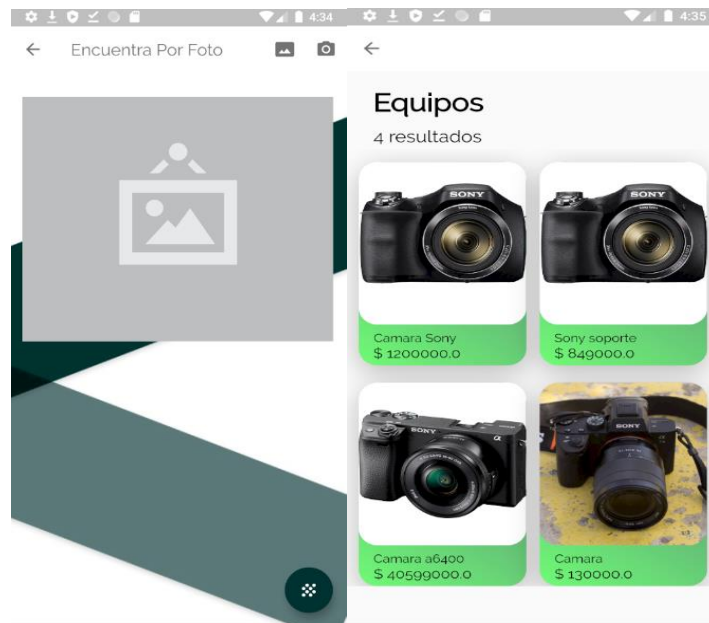 4:34
Encuentra Por Foto
4:35
Equipos
4 resultados
SONY
SONY
Camara Sony
$ 1200000.0
Sony soporte
$ 849000.0
SONY
α
SONY
Camara a6400
$ 40599000.0
Camara
$ 130000.0